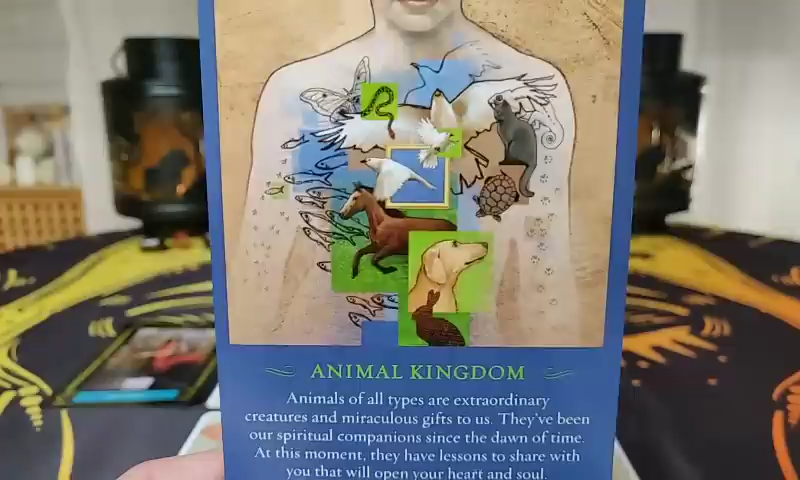 ANIMAL KINGDOM
Animals of all types are extraordinary
creatures and miraculous gifts to us. They've been
our spiritual companions since the dawn of time.
At this moment, they have lessons to share with
you that will open your heart and soul.